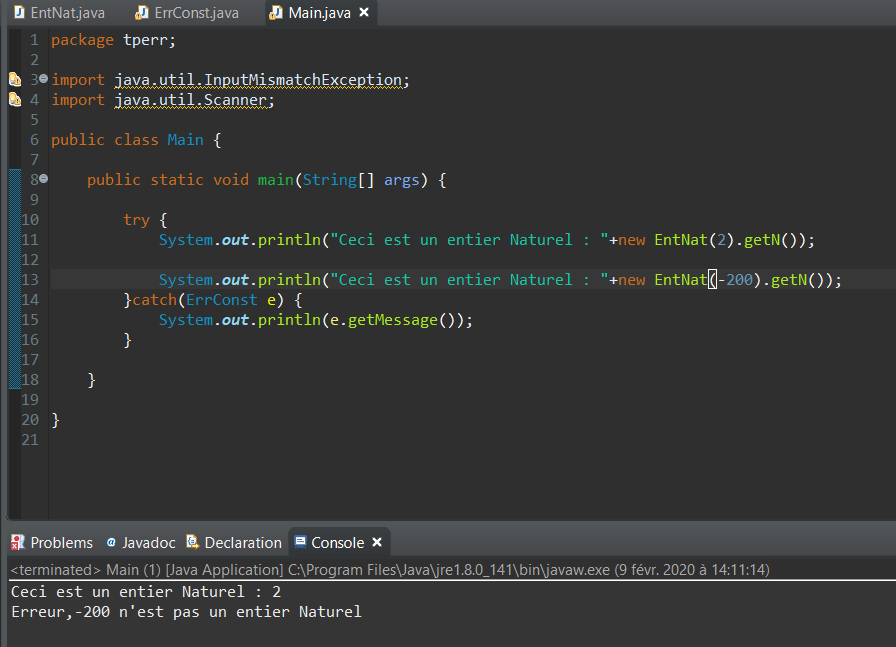 EntNat.java ErrConst.java Main.java
1 package tperr;
2
3 import java.util.InputMismatchException;
4 import java.util.Scanner;
5
6 public class Main {
7
8 public static void main(String[] args) {
9
10 try {
11 System.out.println("Ceci est un entier Naturel : "+new EntNat(2).getN());
12
13 System.out.println("Ceci est un entier Naturel : "+new EntNat(-200).getN());
14 }catch(ErrConst e) {
15 System.out.println(e.getMessage());
16 }
17
18 }
19
20 }
21
Problems Javadoc Declaration Console
<terminated> Main (1) [Java Application] C:\Program Files\Java\jre1.8.0_141\bin\javaw.exe (9 févr. 2020 à 14:11:14)
Ceci est un entier Naturel : 2
Erreur,-200 n'est pas un entier Naturel